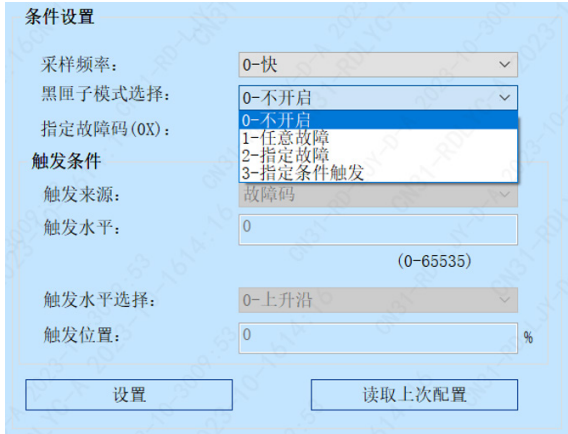 条件设置
采样频率： 0-快
黑匣子模式选择： 0-不开启
0-不开启
指定故障码(0X)： 1-任意故障
2-指定故障
触发条件 3-指定条件触发
触发来源： 故障码
触发水平： 0
(0-65535)
触发水平选择： 0-上升沿
触发位置： 0 %
设置 读取上次配置